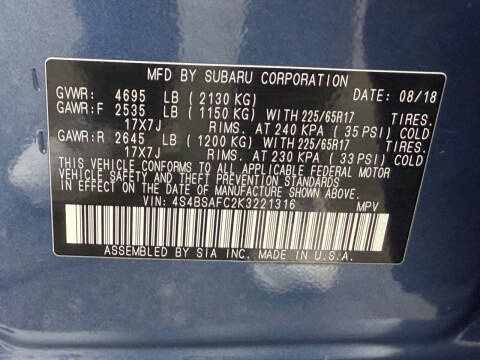 MFD BY SUBARU CORPORATION
GVWR: 4695 LB ( 2130 KG) DATE: 08/18
GAWR:F 2535 LB ( 1150 KG) WITH 225/65R17 TIRES.
17X7J RIMS. AT 240 KPA ( 35 PSI) COLD
GAWR:R 2645 LB ( 1200 KG) WITH 225/65R17 TIRES.
17X7J RIMS. AT 230 KPA ( 33 PSI) COLD
THIS VEHICLE CONFORMS TO ALL APPLICABLE FEDERAL MOTOR
VEHICLE SAFETY AND THEFT PREVENTION STANDARDS
IN EFFECT ON THE DATE OF MANUFACTURE SHOWN ABOVE.
VIN: 4S4BSAFC2K3221316 MPV
ASSEMBLED BY SIA INC. MADE IN U.S.A.